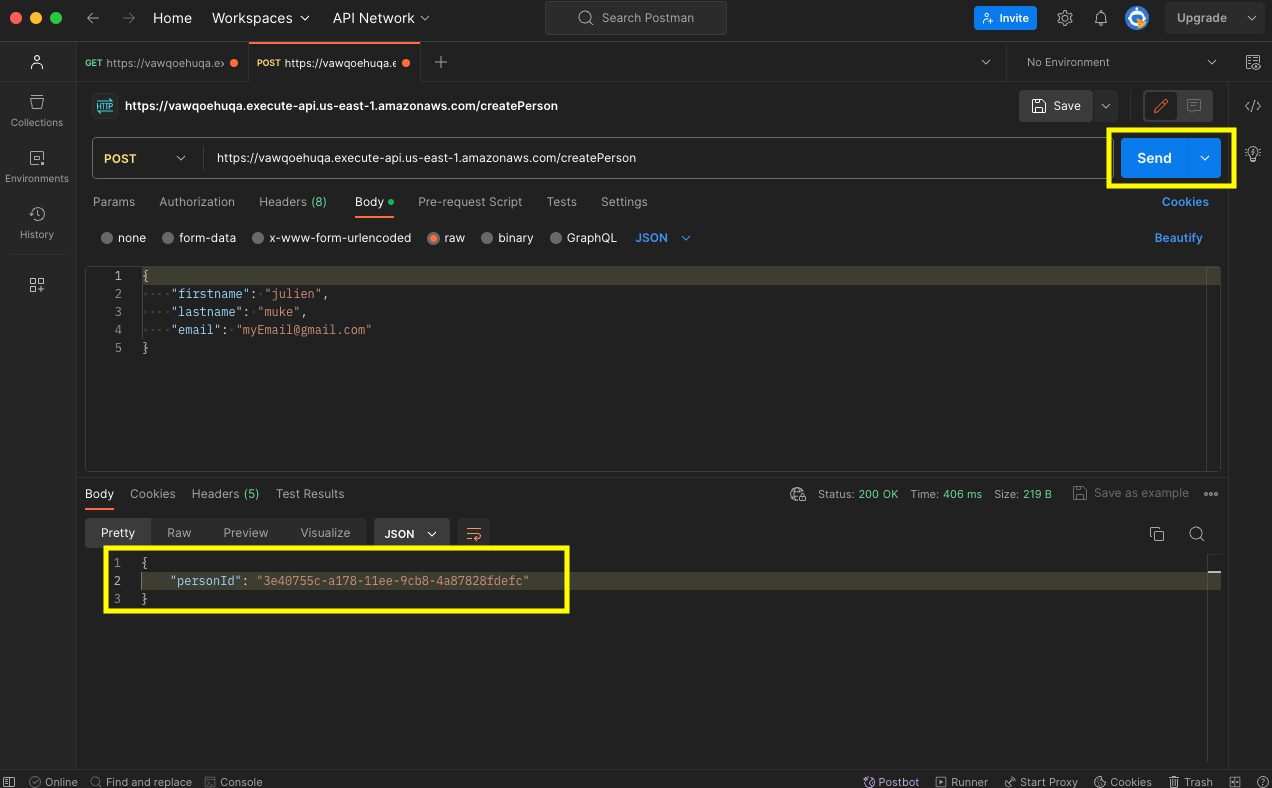 Home Workspaces API Network Search Postman Invite Upgrade
GET https://vawqoehuqa.ex POST https://vawqoehuqa.e No Environment
HTTP https://vawqoehuqa.execute-api.us-east-1.amazonaws.com/createPerson Save
Collections
POST https://vawqoehuqa.execute-api.us-east-1.amazonaws.com/createPerson Send
Environments
Params Authorization Headers (8) Body Pre-request Script Tests Settings Cookies
History
none form-data x-www-form-urlencoded raw binary GraphQL JSON Beautify
1 {
2 "firstname": "julien",
3 "lastname": "muke",
4 "email": "myEmail@gmail.com"
5 }
Body Cookies Headers (5) Test Results Status: 200 OK Time: 406 ms Size: 219 B Save as example
Pretty Raw Preview Visualize JSON
1 {
2 "personId": "3e40755c-a178-11ee-9cb8-4a87828fdefc"
3 }
Online Find and replace Console Postbot Runner Start Proxy Cookies Trash